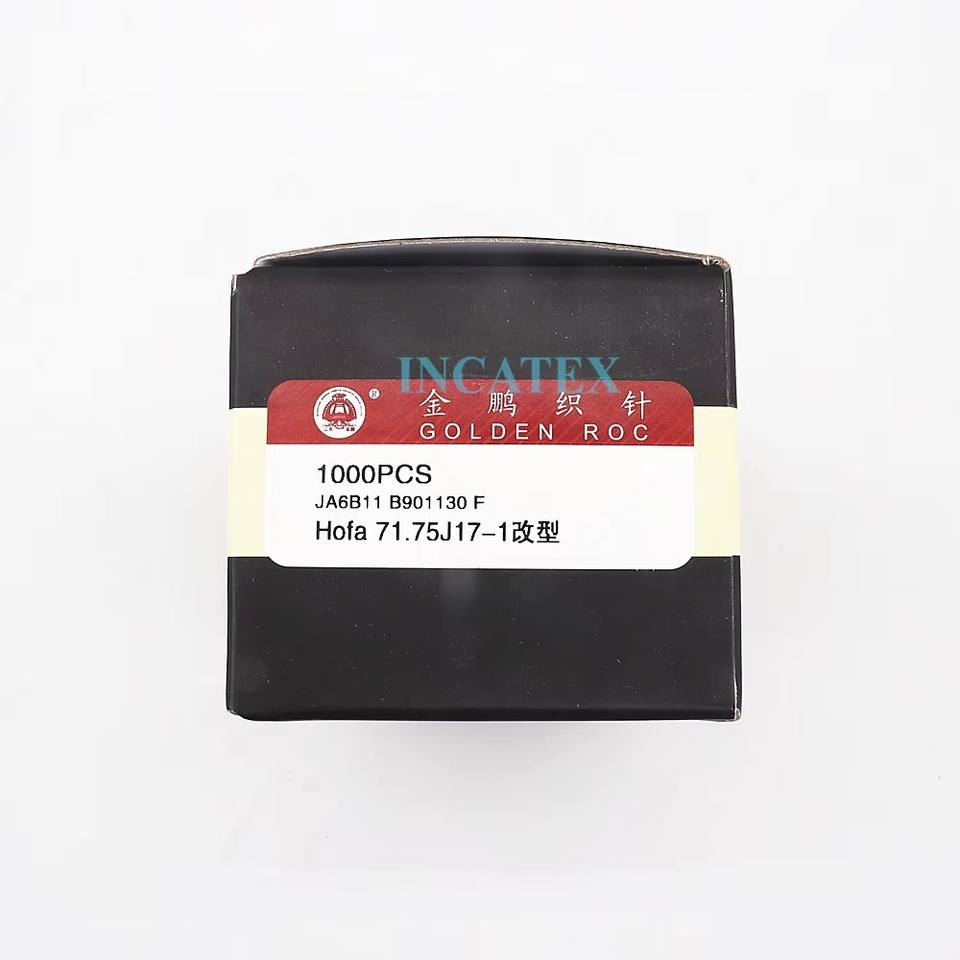 INCATEX
®
金鹏织针
GOLDEN ROC
1000PCS
JA6B11 B901130 F
Hofa 71.75J17-1改型